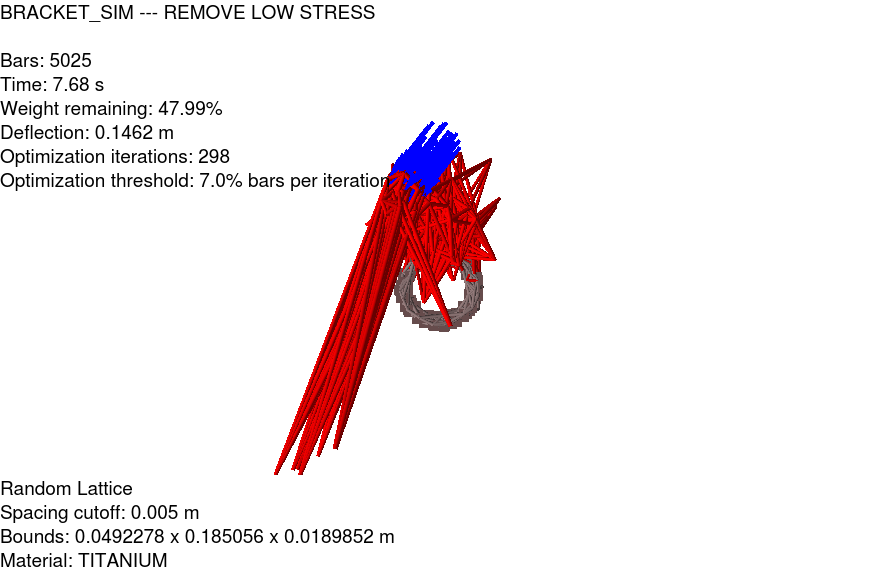 BRACKET_SIM --- REMOVE LOW STRESS
Bars: 5025
Time: 7.68 s
Weight remaining: 47.99%
Deflection: 0.1462 m
Optimization iterations: 298
Optimization threshold: 7.0% bars per iteration
Random Lattice
Spacing cutoff: 0.005 m
Bounds: 0.0492278 x 0.185056 x 0.0189852 m
Material: TITANIUM